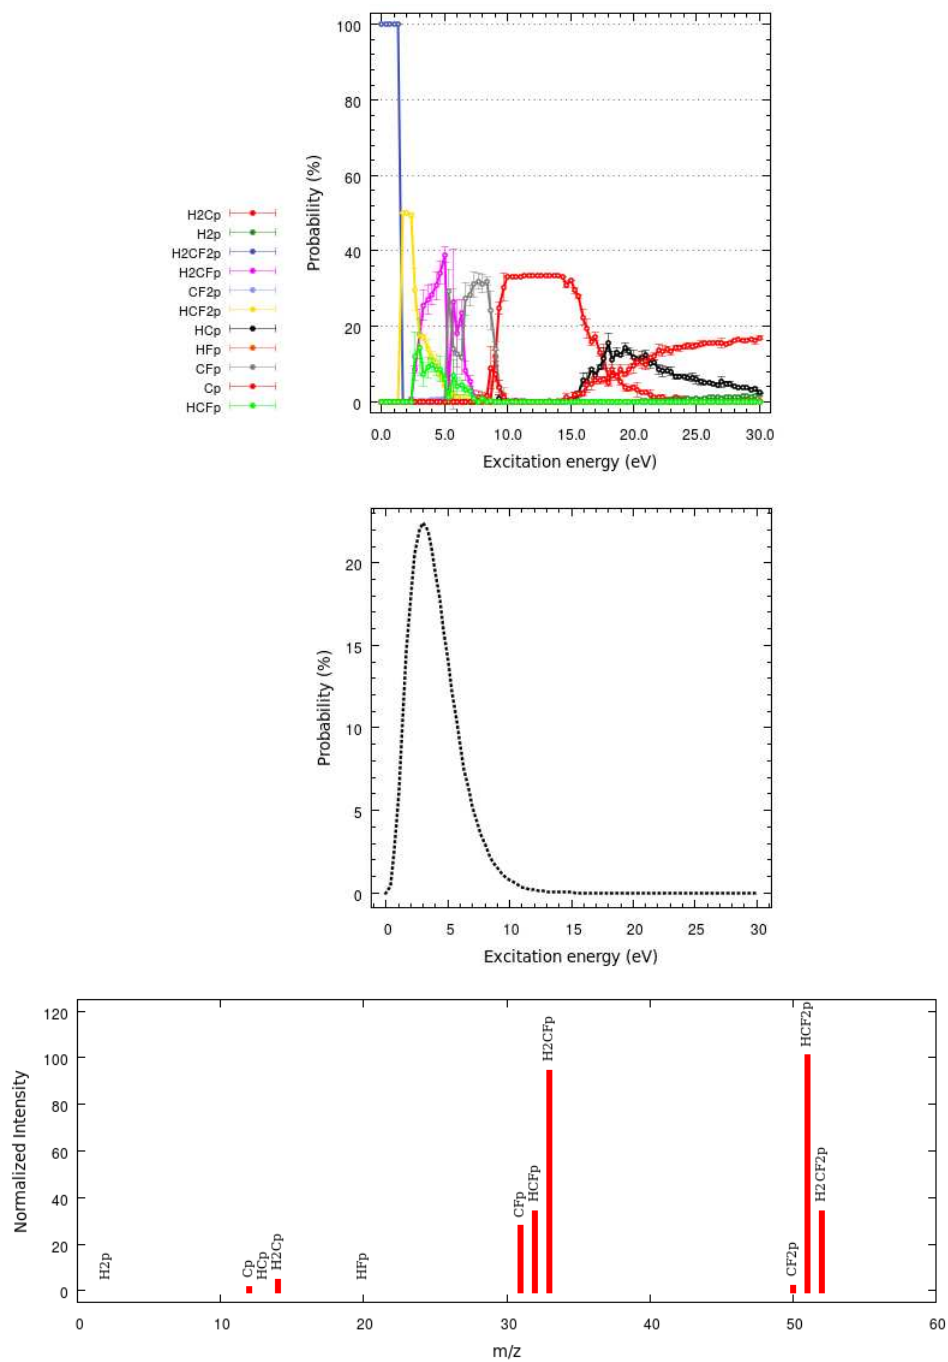 100
80
60
40
20
0
Probability (%)
H2Cp
H2p
H2CF2p
H2CFp
CF2p
HCF2p
HCp
HFp
CFp
Cp
HCFp
0.0 5.0 10.0 15.0 20.0 25.0 30.0
Excitation energy (eV)
20
15
10
5
0
Probability (%)
0 5 10 15 20 25 30
Excitation energy (eV)
120
100
80
60
40
20
0
Normalized Intensity
H2p
Cp
HCp
H2Cp
HFp
CFp
HCFp
H2CFp
CF2p
HCF2p
H2CF2p
0 10 20 30 40 50 60
m/z